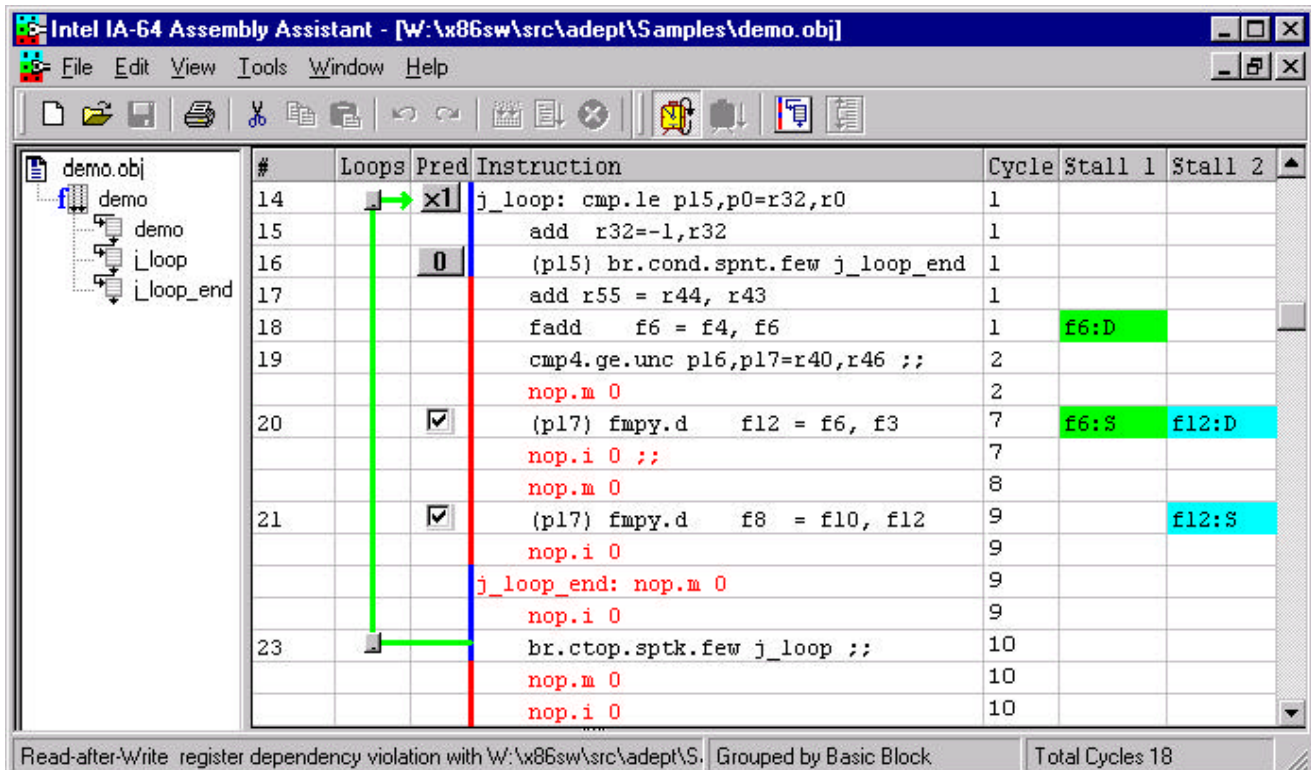 Intel IA-64 Assembly Assistant - [W:\x86sw\src\adept\Samples\demo.obj]
File Edit View Tools Window Help
demo.obj
demo
demo
j_loop
j_loop_end
# Loops Pred Instruction Cycle Stall 1 Stall 2
14 x1 j_loop: cmp.le p15,p0=r32,r0 1
15 add r32=-1,r32 1
16 0 (p15) br.cond.spnt.few j_loop_end 1
17 add r55 = r44, r43 1
18 fadd f6 = f4, f6 1 f6:D
19 cmp4.ge.unc p16,p17=r40,r46 ;; 2
nop.m 0 2
20 (p17) fmpy.d f12 = f6, f3 7 f6:S f12:D
nop.i 0 ;; 7
nop.m 0 8
21 (p17) fmpy.d f8 = f10, f12 9 f12:S
nop.i 0 9
j_loop_end: nop.m 0 9
nop.i 0 9
23 br.ctop.sptk.few j_loop ;; 10
nop.m 0 10
nop.i 0 10
Read-after-Write register dependency violation with W:\x86sw\src\adept\S. Grouped by Basic Block Total Cycles 18